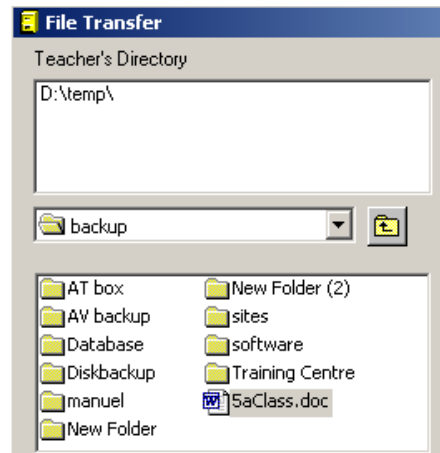 File Transfer
Teacher's Directory
D:\temp\
backup
AT box
AV backup
Database
Diskbackup
manuel
New Folder
New Folder (2)
sites
software
Training Centre
5aClass.doc